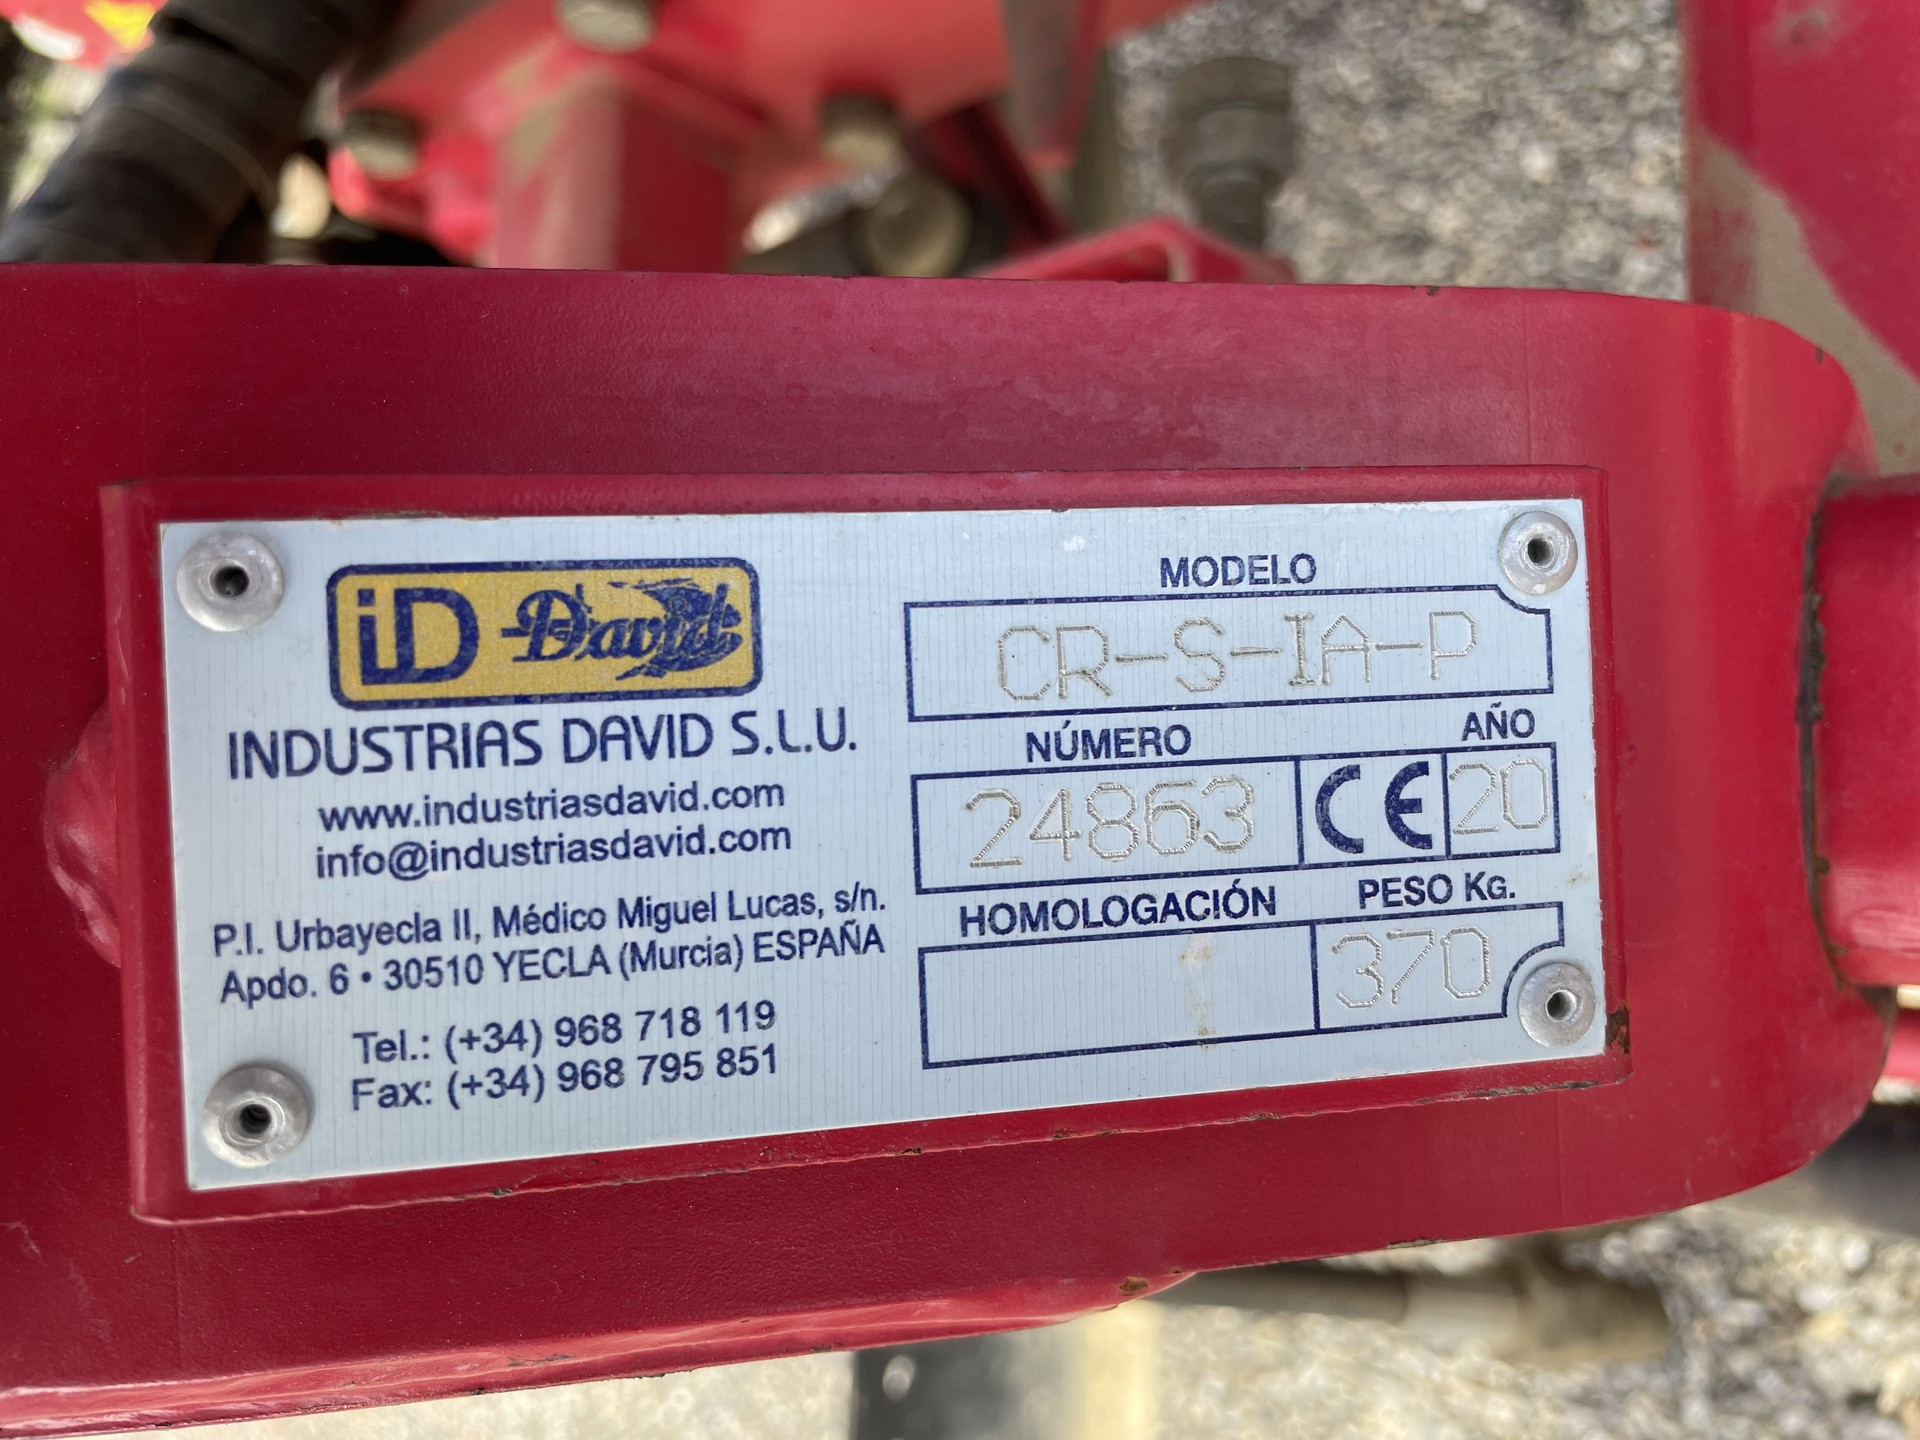 iD David
INDUSTRIAS DAVID S.L.U.
www.industriasdavid.com
info@industriasdavid.com
P.I. Urbayecla II, Médico Miguel Lucas, s/n.
Apdo. 6 • 30510 YECLA (Murcia) ESPAÑA
Tel.: (+34) 968 718 119
Fax: (+34) 968 795 851
MODELO
CR-S-IA-P
NÚMERO
AÑO
24863
CE
20
HOMOLOGACIÓN
PESO KG.
370